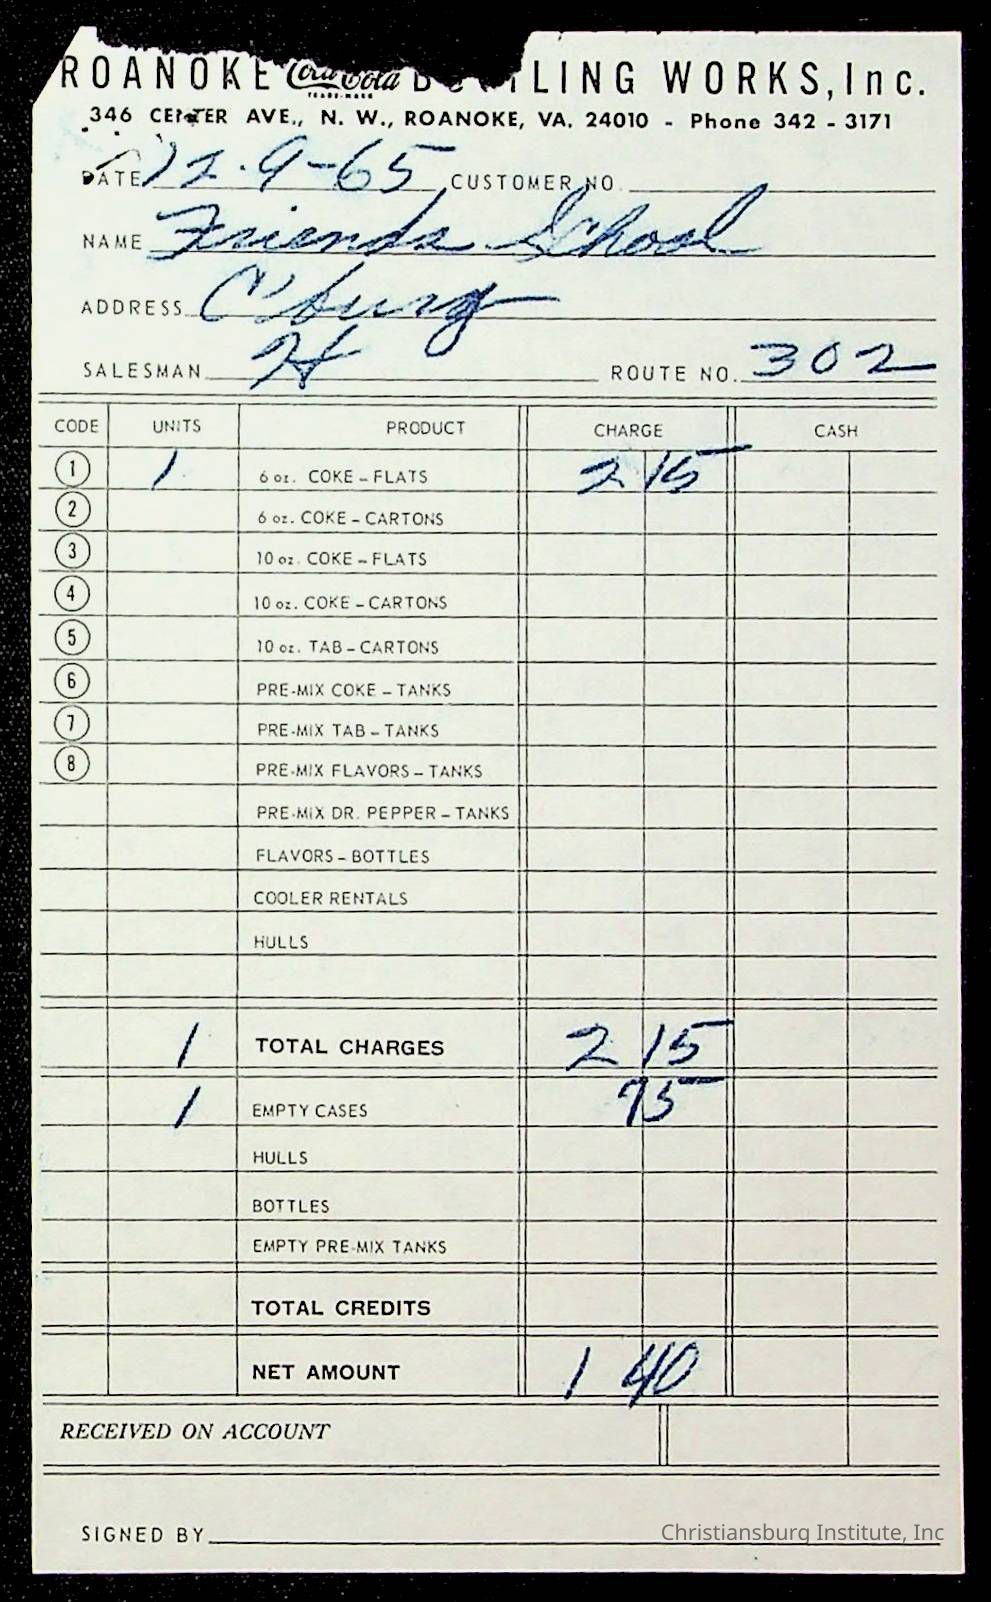 ROANOKE Coca-Cola BOTTLING WORKS, Inc.
TRADE-MARK
346 CENTER AVE., N. W., ROANOKE, VA. 24010 - Phone 342 - 3171
DATE 12-9-65 CUSTOMER NO.
NAME Friends School
ADDRESS C'burg
SALESMAN H ROUTE NO. 302
CODE UNITS PRODUCT CHARGE CASH
1 1 6 oz. COKE - FLATS 2 15
2 6 oz. COKE - CARTONS
3 10 oz. COKE - FLATS
4 10 oz. COKE - CARTONS
5 10 oz. TAB - CARTONS
6 PRE-MIX COKE - TANKS
7 PRE-MIX TAB - TANKS
8 PRE-MIX FLAVORS - TANKS
PRE-MIX DR. PEPPER - TANKS
FLAVORS - BOTTLES
COOLER RENTALS
HULLS
1 TOTAL CHARGES 2 15
1 EMPTY CASES 75
HULLS
BOTTLES
EMPTY PRE-MIX TANKS
TOTAL CREDITS
NET AMOUNT 1 40
RECEIVED ON ACCOUNT
SIGNED BY
Christiansburg Institute, Inc